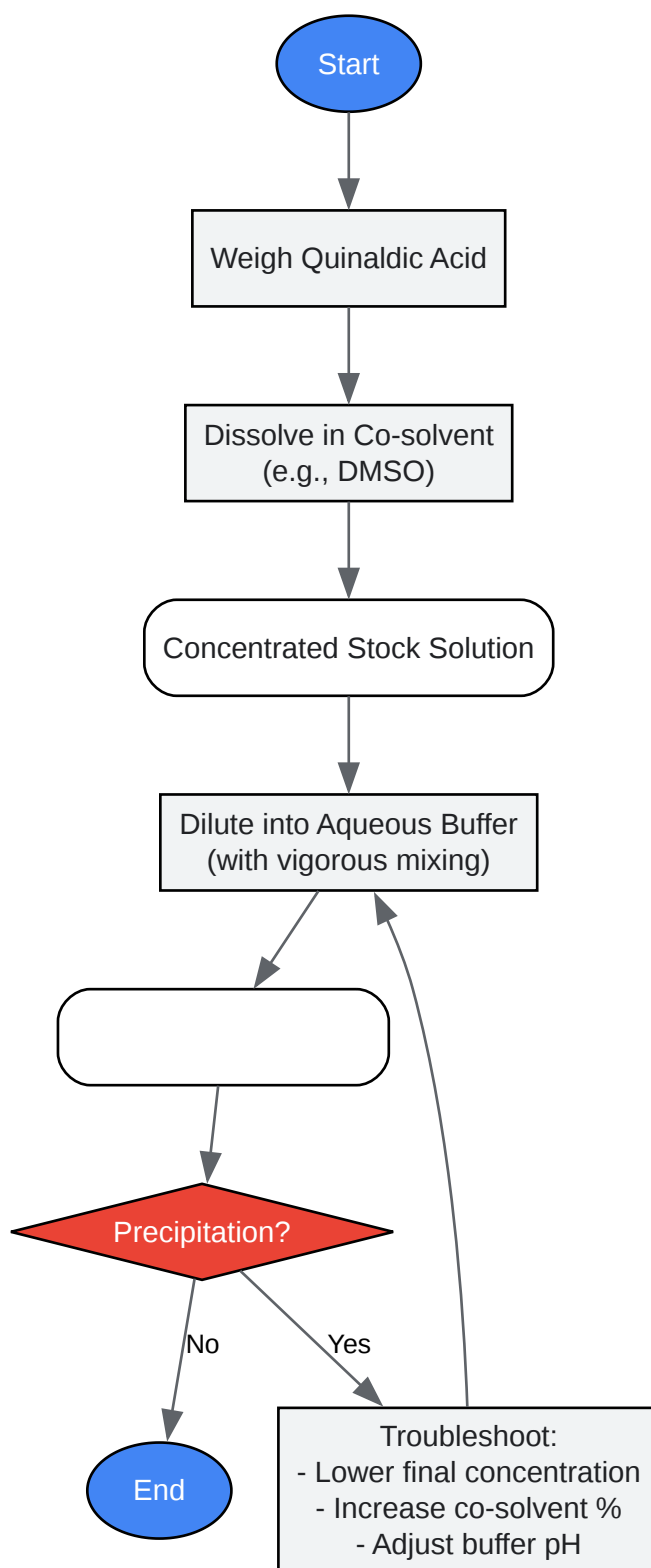 Start
Weigh Quinaldic Acid
Dissolve in Co-solvent
(e.g., DMSO)
Concentrated Stock Solution
Dilute into Aqueous Buffer
(with vigorous mixing)
Precipitation?
No
Yes
End
Troubleshoot:
- Lower final concentration
- Increase co-solvent %
- Adjust buffer pH